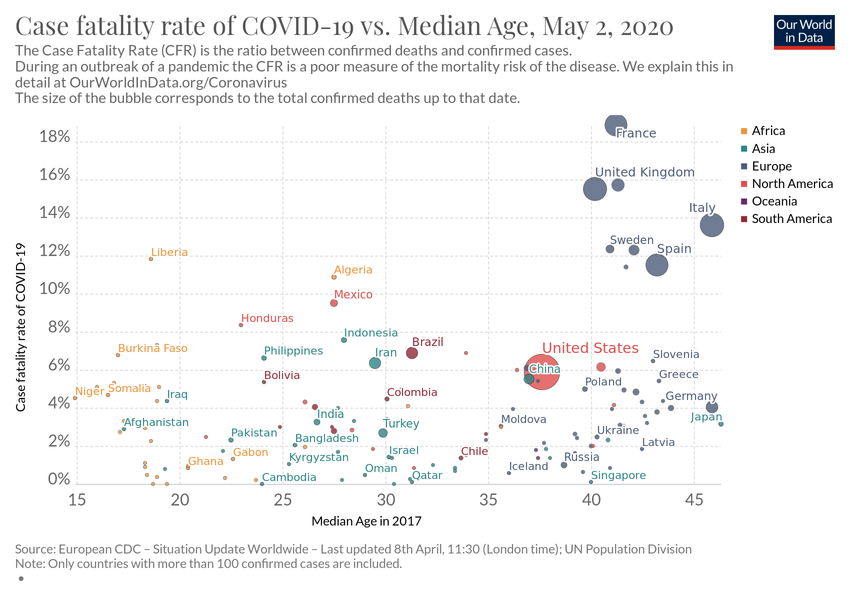 Case fatality rate of COVID-19 vs. Median Age, May 2, 2020
Our World
in Data
The Case Fatality Rate (CFR) is the ratio between confirmed deaths and confirmed cases.
During an outbreak of a pandemic the CFR is a poor measure of the mortality risk of the disease. We explain this in
detail at OurWorldInData.org/Coronavirus
The size of the bubble corresponds to the total confirmed deaths up to that date.
18%
16%
14%
12%
10%
8%
6%
4%
2%
0%
Case fatality rate of COVID-19
France
United Kingdom
Italy
Sweden
Spain
Liberia
Algeria
Mexico
Honduras
Indonesia
Burkina Faso
Philippines
Iran
Brazil
United States
China
Slovenia
Bolivia
Greece
Poland
Niger
Somalia
Iraq
Colombia
Germany
Japan
Afghanistan
India
Turkey
Moldova
Pakistan
Bangladesh
Ukraine
Latvia
Ghana
Gabon
Kyrgyzstan
Israel
Chile
Russia
Oman
Iceland
Cambodia
Qatar
Singapore
15
20
25
30
35
40
45
Median Age in 2017
Africa
Asia
Europe
North America
Oceania
South America
Source: European CDC – Situation Update Worldwide – Last updated 8th April, 11:30 (London time); UN Population Division
Note: Only countries with more than 100 confirmed cases are included.